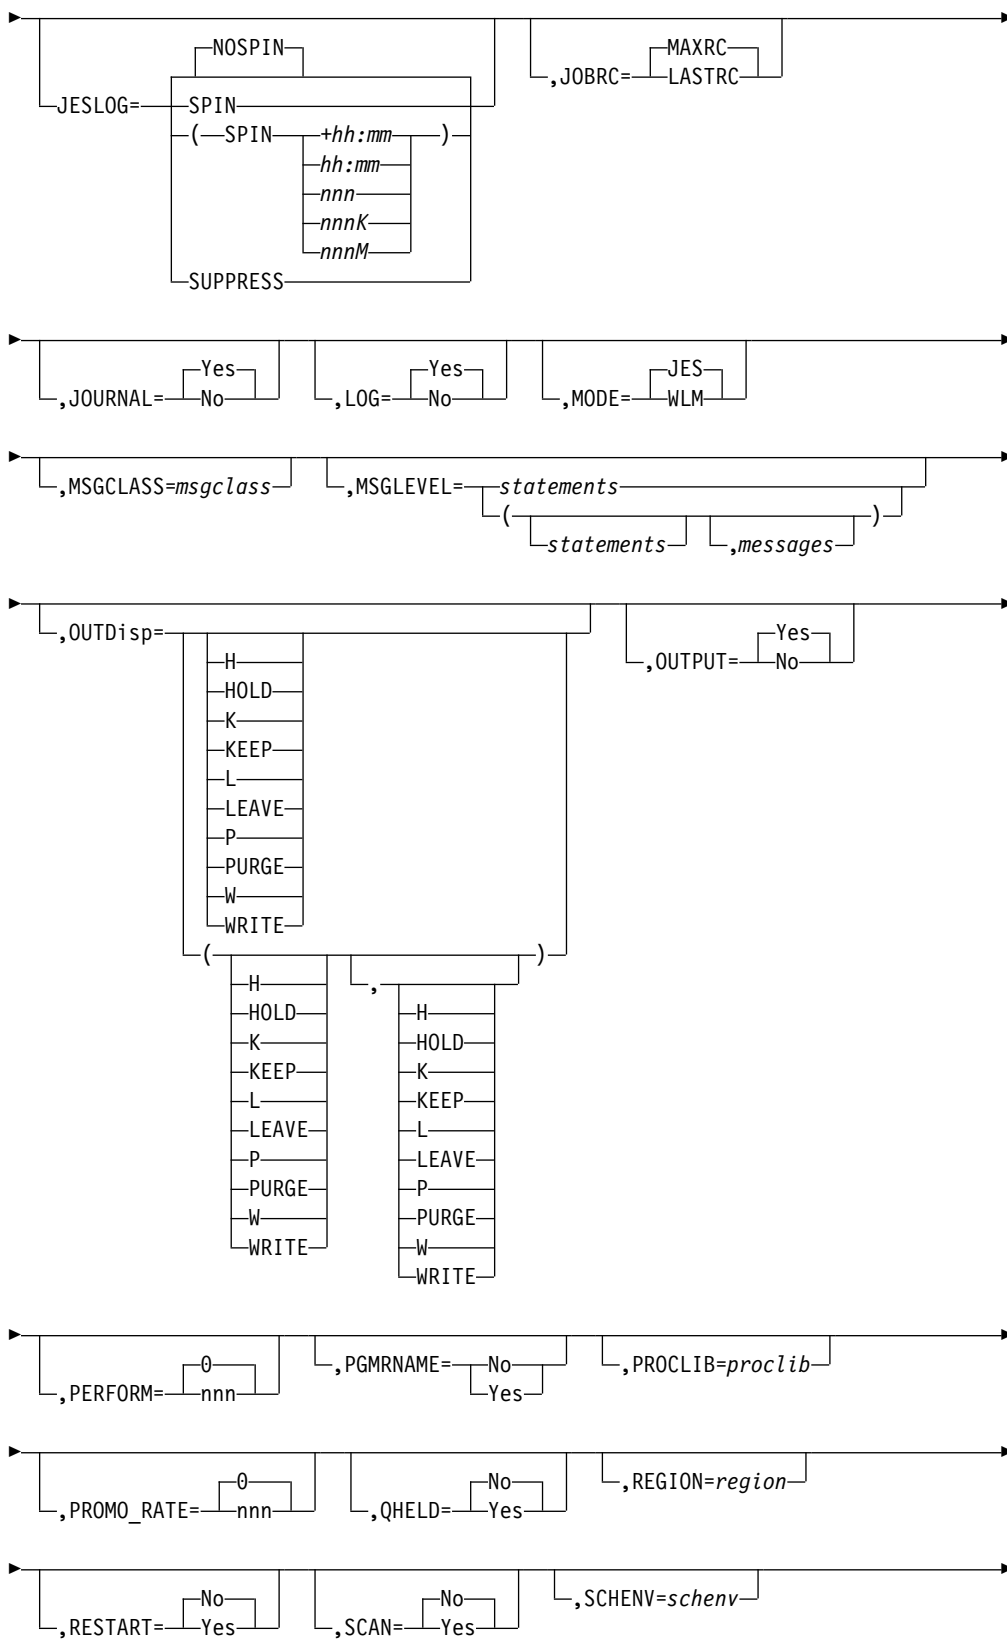 NOSPIN MAXRC
,JOBRC= LASTRC
JESLOG= SPIN
( SPIN +hh:mm )
hh:mm
nnn
nnnK
nnnM
SUPPRESS
Yes Yes JES
,JOURNAL= No ,LOG= No ,MODE= WLM
,MSGCLASS=msgclass ,MSGLEVEL= statements
( )
statements ,messages
,OUTDisp= Yes
H ,OUTPUT= No
HOLD
K
KEEP
L
LEAVE
P
PURGE
W
WRITE
( )
H ,
HOLD H
K HOLD
KEEP K
L KEEP
LEAVE L
P LEAVE
PURGE P
W PURGE
WRITE W
WRITE
0 ,PGMRNAME= No ,PROCLIB=proclib
,PERFORM= nnn Yes
0 No ,REGION=region
,PROMO_RATE= nnn ,QHELD= Yes
No No ,SCHENV=schenv
,RESTART= Yes ,SCAN= Yes